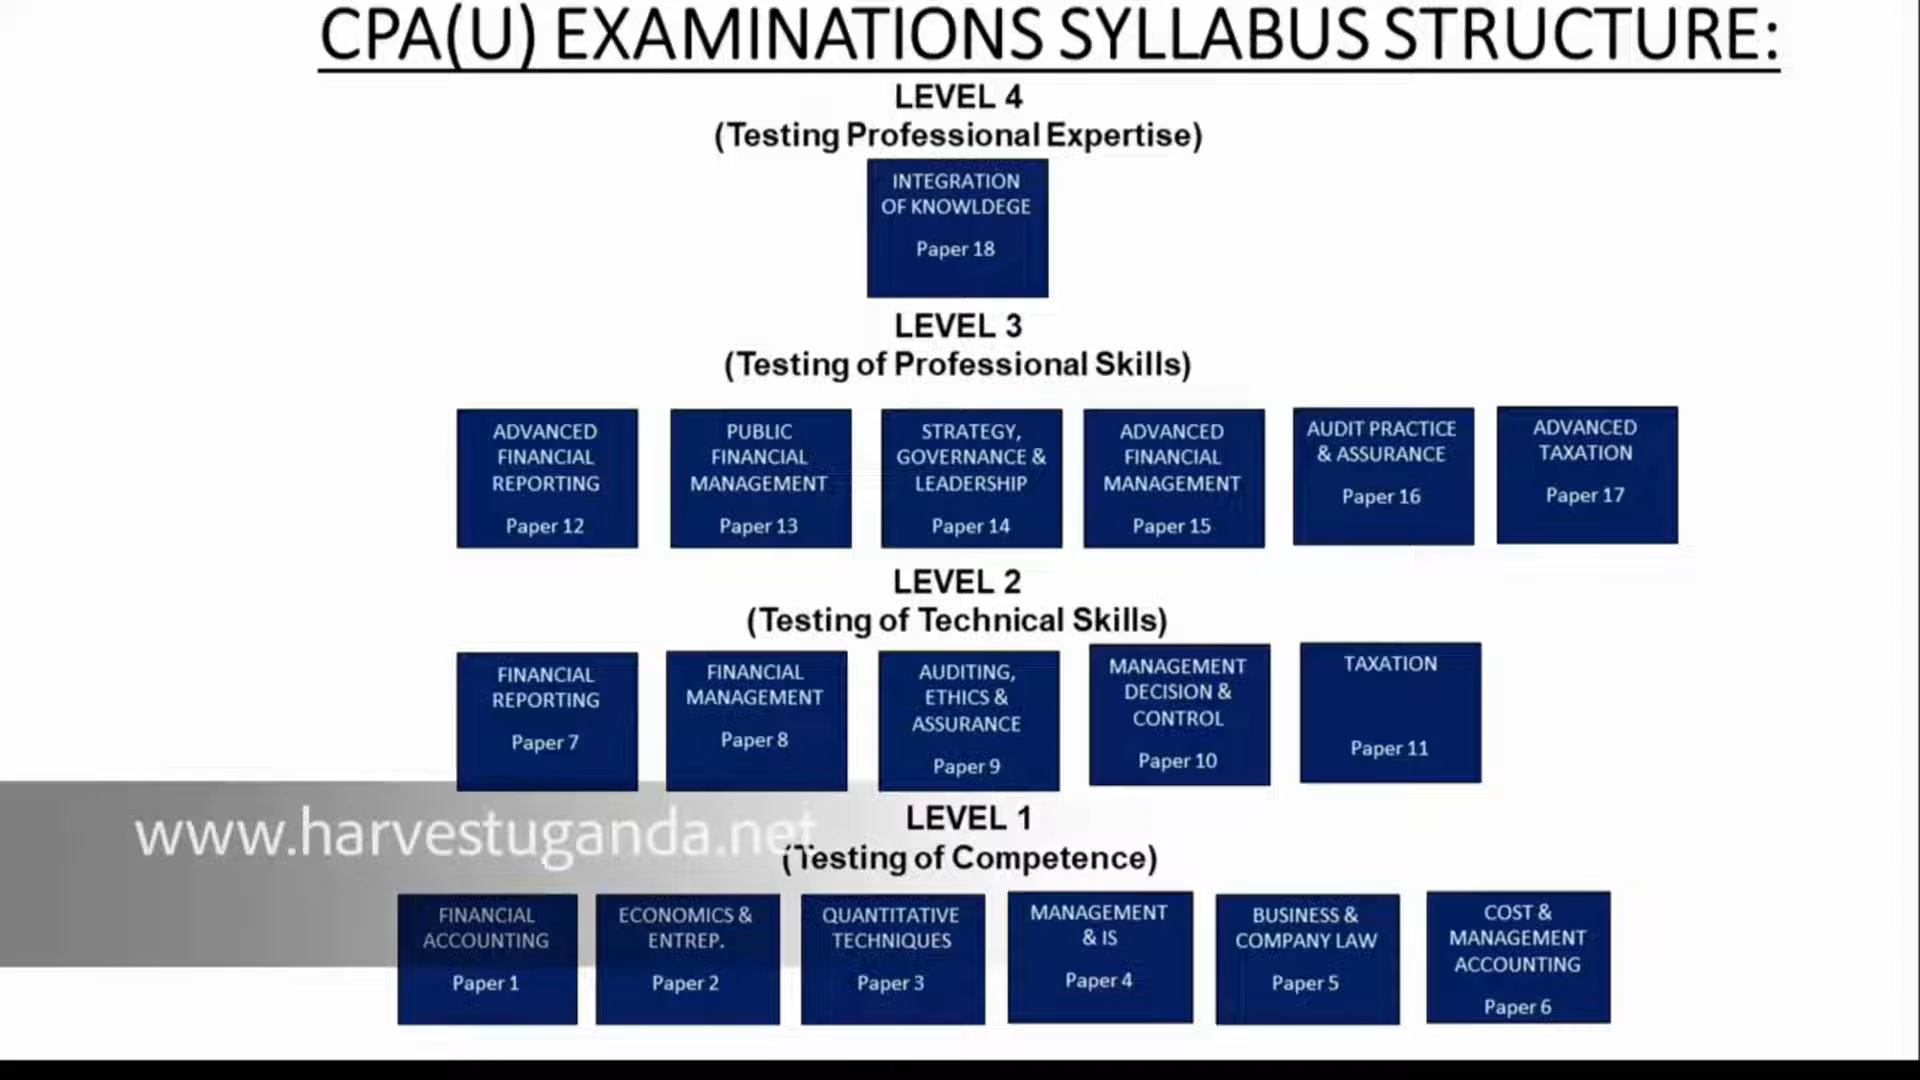 CPA(U) EXAMINATIONS SYLLABUS STRUCTURE:
LEVEL 4
(Testing Professional Expertise)
INTEGRATION
OF KNOWLDEGE
Paper 18
LEVEL 3
(Testing of Professional Skills)
ADVANCED
FINANCIAL
REPORTING
Paper 12
PUBLIC
FINANCIAL
MANAGEMENT
Paper 13
STRATEGY,
GOVERNANCE &
LEADERSHIP
Paper 14
ADVANCED
FINANCIAL
MANAGEMENT
Paper 15
AUDIT PRACTICE
& ASSURANCE
Paper 16
ADVANCED
TAXATION
Paper 17
LEVEL 2
(Testing of Technical Skills)
FINANCIAL
REPORTING
Paper 7
FINANCIAL
MANAGEMENT
Paper 8
AUDITING,
ETHICS &
ASSURANCE
Paper 9
MANAGEMENT
DECISION &
CONTROL
Paper 10
TAXATION
Paper 11
www.harvestuganda.net
LEVEL 1
(Testing of Competence)
FINANCIAL
ACCOUNTING
Paper 1
ECONOMICS &
ENTREP.
Paper 2
QUANTITATIVE
TECHNIQUES
Paper 3
MANAGEMENT
& IS
Paper 4
BUSINESS &
COMPANY LAW
Paper 5
COST &
MANAGEMENT
ACCOUNTING
Paper 6